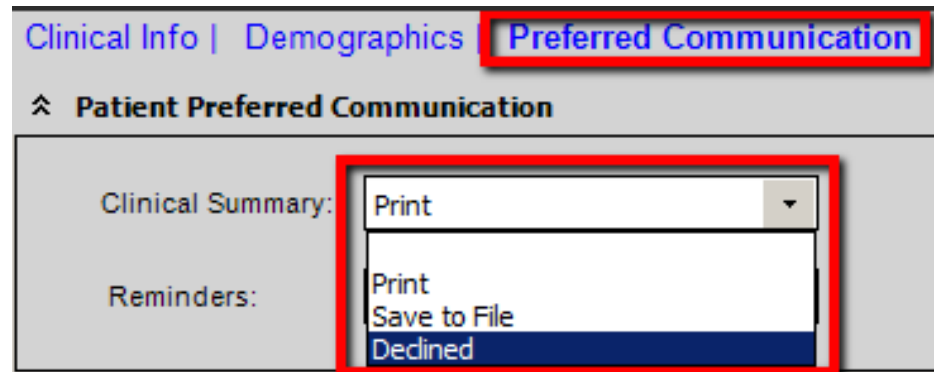 Clinical Info | Demographics | Preferred Communication
Patient Preferred Communication
Clinical Summary: Print
Print
Reminders:
Save to File
Declined